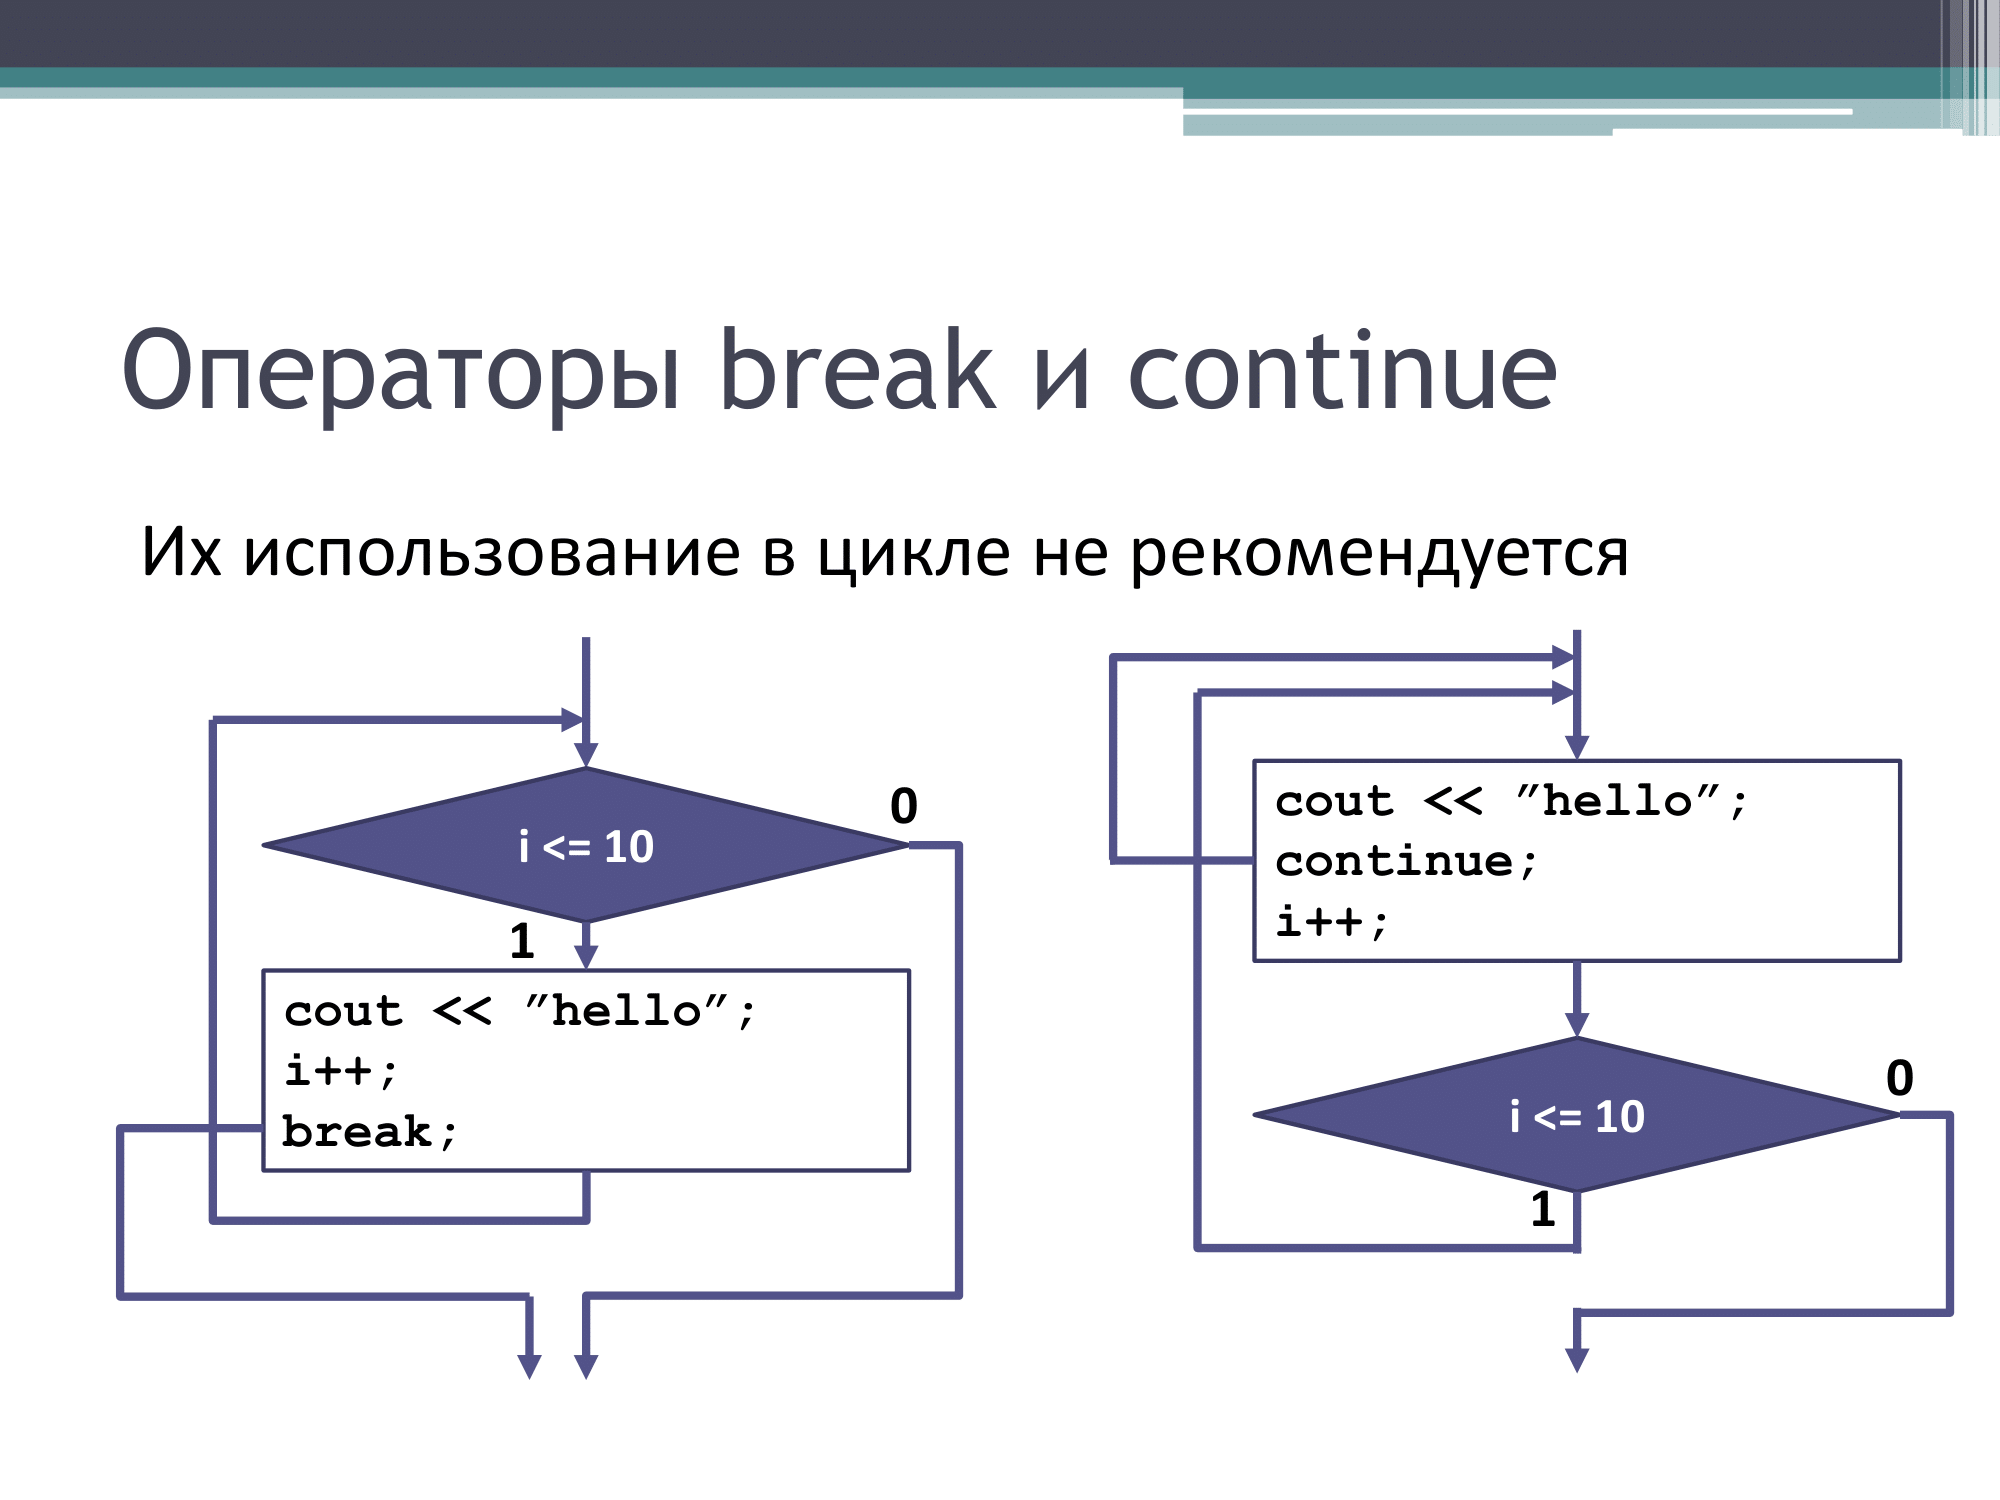 Операторы break и continue
Их использование в цикле не рекомендуется
i <= 10
0
1
cout << ”hello”;
i++;
break;
cout << ”hello”;
continue;
i++;
i <= 10
0
1